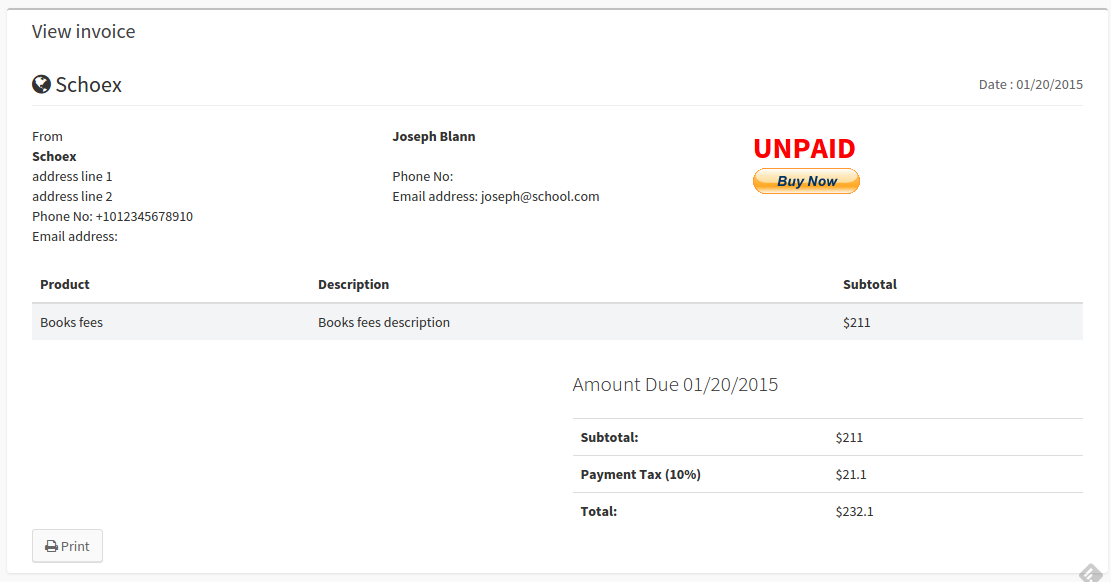 View invoice
Schoex
Date : 01/20/2015
From
Schoex
address line 1
address line 2
Phone No: +1012345678910
Email address:
Joseph Blann
Phone No:
Email address: joseph@school.com
UNPAID
Buy Now
Product Description Subtotal
Books fees Books fees description $211
Amount Due 01/20/2015
Subtotal: $211
Payment Tax (10%) $21.1
Total: $232.1
Print